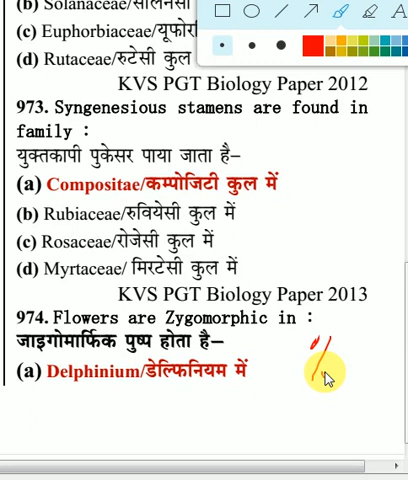 (b) Solanaceae/सोलेनेसी
(c) Euphorbiaceae/यूफोर
(d) Rutaceae/रुटेसी कुल
KVS PGT Biology Paper 2012
973. Syngenesious stamens are found in
family :
युक्तकापी पुकेसर पाया जाता है–
(a) Compositae/कम्पोजिटी कुल में
(b) Rubiaceae/रुवियेसी कुल में
(c) Rosaceae/रोजेसी कुल में
(d) Myrtaceae/ मिरटेसी कुल में
KVS PGT Biology Paper 2013
974. Flowers are Zygomorphic in :
जाइगोमार्फिक पुष्प होता है–
(a) Delphinium/डेल्फिनियम में